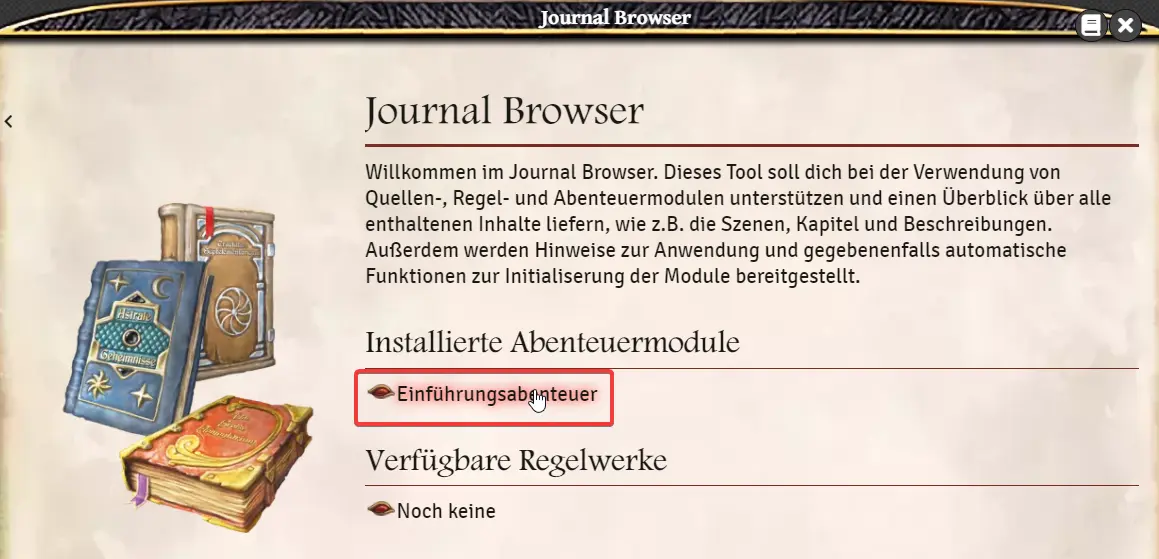 Journal Browser
Journal Browser
Willkommen im Journal Browser. Dieses Tool soll dich bei der Verwendung von
Quellen-, Regel- und Abenteuermodulen unterstützen und einen Überblick über alle
enthaltenen Inhalte liefern, wie z.B. die Szenen, Kapitel und Beschreibungen.
Außerdem werden Hinweise zur Anwendung und gegebenenfalls automatische
Funktionen zur Initialiserung der Module bereitgestellt.
Astrale
Geheimnisse
Installierte Abenteuermodule
Einführungsabenteuer
Verfügbare Regelwerke
Noch keine